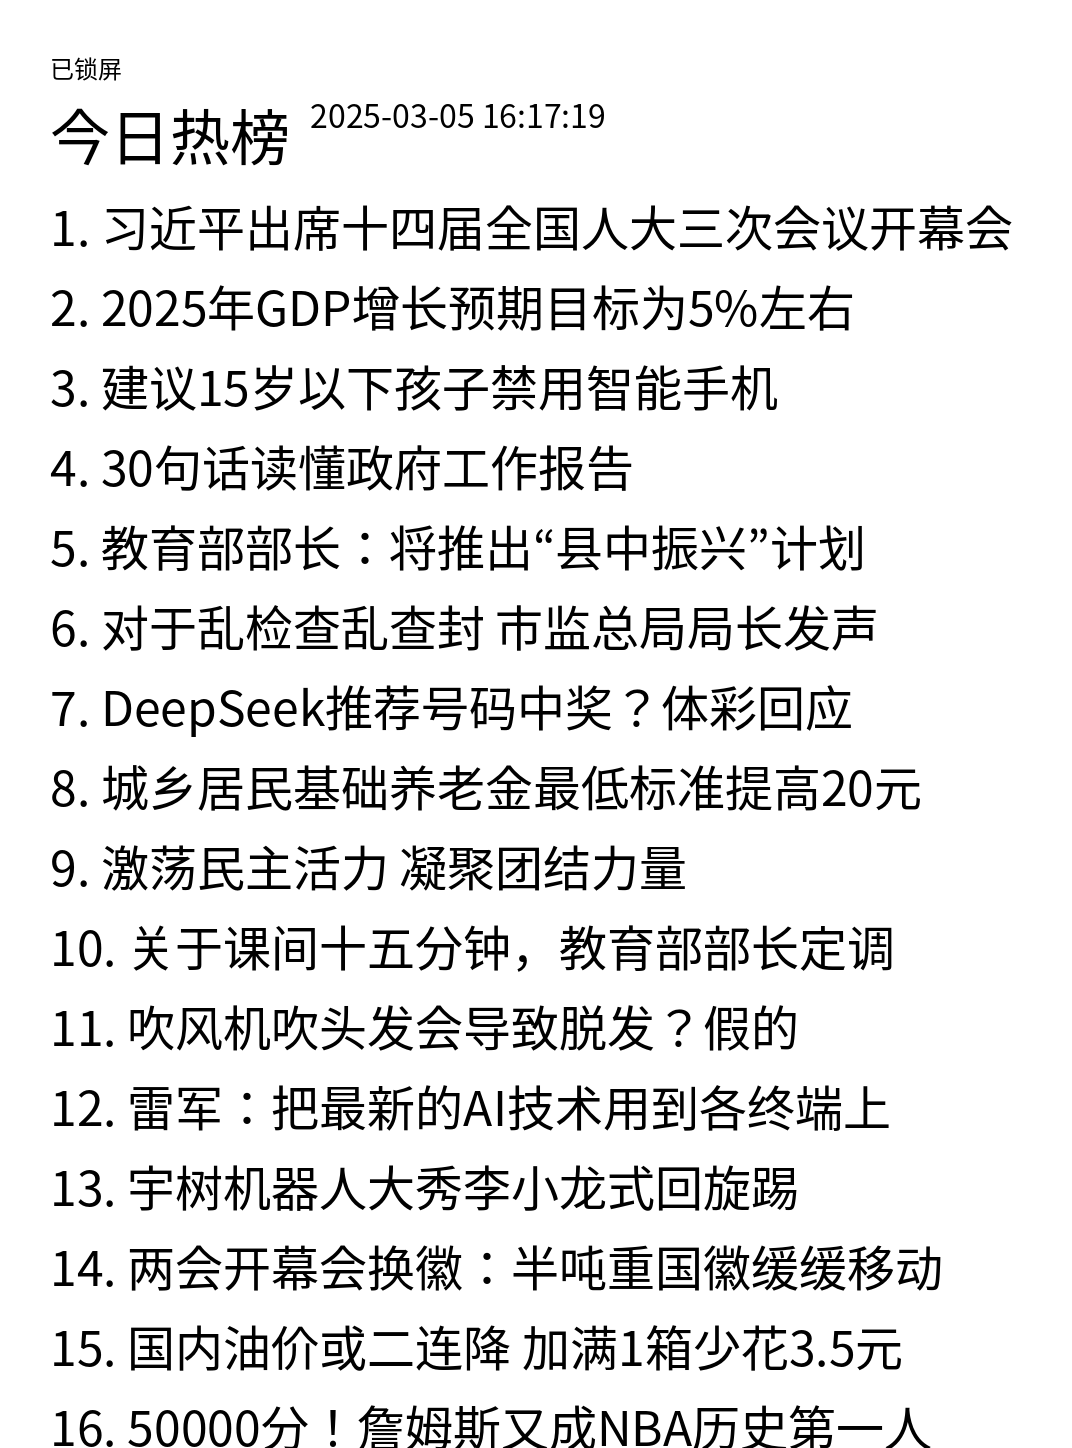 已锁屏
今日热榜 2025-03-05 16:17:19
1. 习近平出席十四届全国人大三次会议开幕会
2. 2025年GDP增长预期目标为5%左右
3. 建议15岁以下孩子禁用智能手机
4. 30句话读懂政府工作报告
5. 教育部部长：将推出“县中振兴”计划
6. 对于乱检查乱查封 市监总局局长发声
7. DeepSeek推荐号码中奖？体彩回应
8. 城乡居民基础养老金最低标准提高20元
9. 激荡民主活力 凝聚团结力量
10. 关于课间十五分钟，教育部部长定调
11. 吹风机吹头发会导致脱发？假的
12. 雷军：把最新的AI技术用到各终端上
13. 宇树机器人大秀李小龙式回旋踢
14. 两会开幕会换徽：半吨重国徽缓缓移动
15. 国内油价或二连降 加满1箱少花3.5元
16. 50000分！詹姆斯又成NBA历史第一人